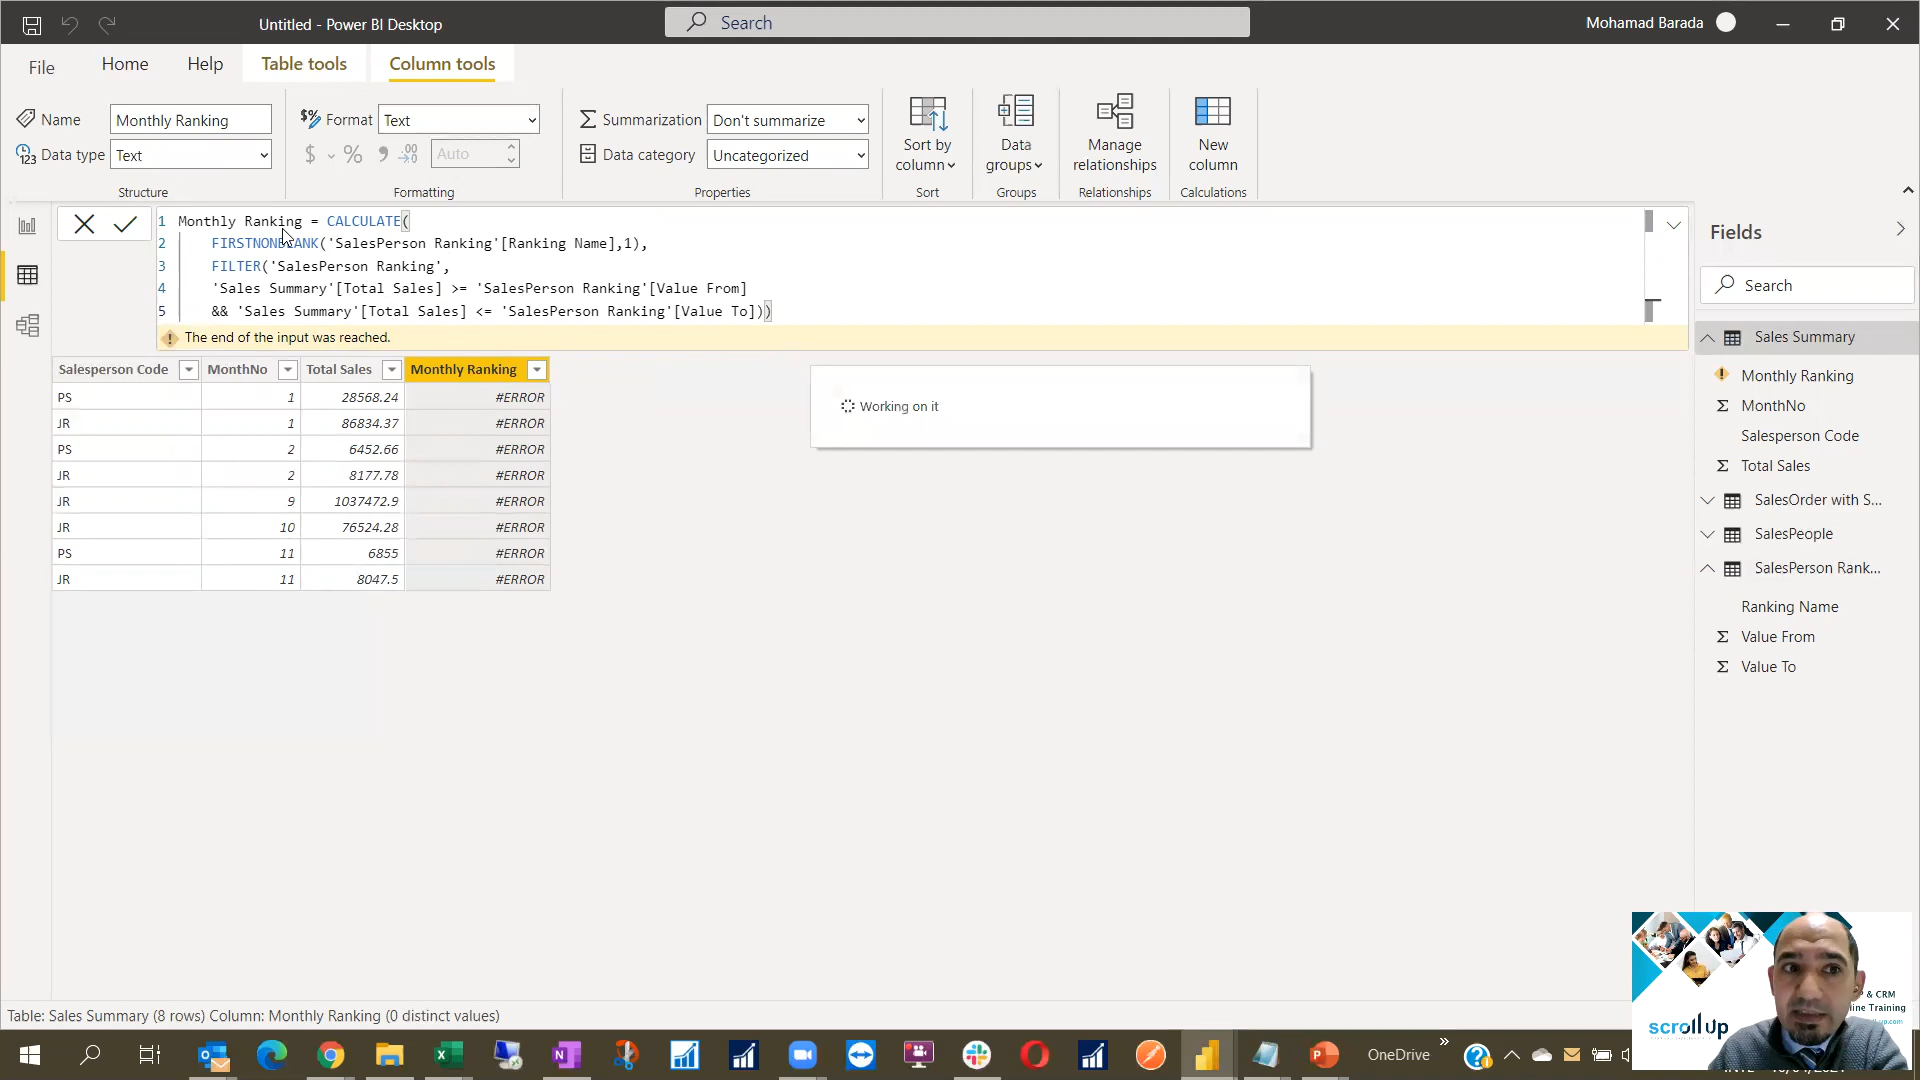 Untitled - Power BI Desktop
Search
Mohamad Barada
File
Home
Help
Table tools
Column tools
Name
Monthly Ranking
Format
Text
Summarization
Don't summarize
Data type
Text
$
%
Auto
Data category
Uncategorized
Sort by
column
Data
groups
Manage
relationships
New
column
Structure
Formatting
Properties
Sort
Groups
Relationships
Calculations
1 Monthly Ranking = CALCULATE(
2 FIRSTNONBLANK('SalesPerson Ranking'[Ranking Name],1),
3 FILTER('SalesPerson Ranking',
4 'Sales Summary'[Total Sales] >= 'SalesPerson Ranking'[Value From]
5 && 'Sales Summary'[Total Sales] <= 'SalesPerson Ranking'[Value To]))
The end of the input was reached.
Salesperson Code MonthNo Total Sales Monthly Ranking
PS 1 28568.24 #ERROR
JR 1 86834.37 #ERROR
PS 2 6452.66 #ERROR
JR 2 8177.78 #ERROR
JR 9 1037472.9 #ERROR
JR 10 76524.28 #ERROR
PS 11 6855 #ERROR
JR 11 8047.5 #ERROR
Working on it
Fields
Search
Sales Summary
Monthly Ranking
MonthNo
Salesperson Code
Total Sales
SalesOrder with S...
SalesPeople
SalesPerson Rank...
Ranking Name
Value From
Value To
& CRM
scroll up
Table: Sales Summary (8 rows) Column: Monthly Ranking (0 distinct values)
OneDrive